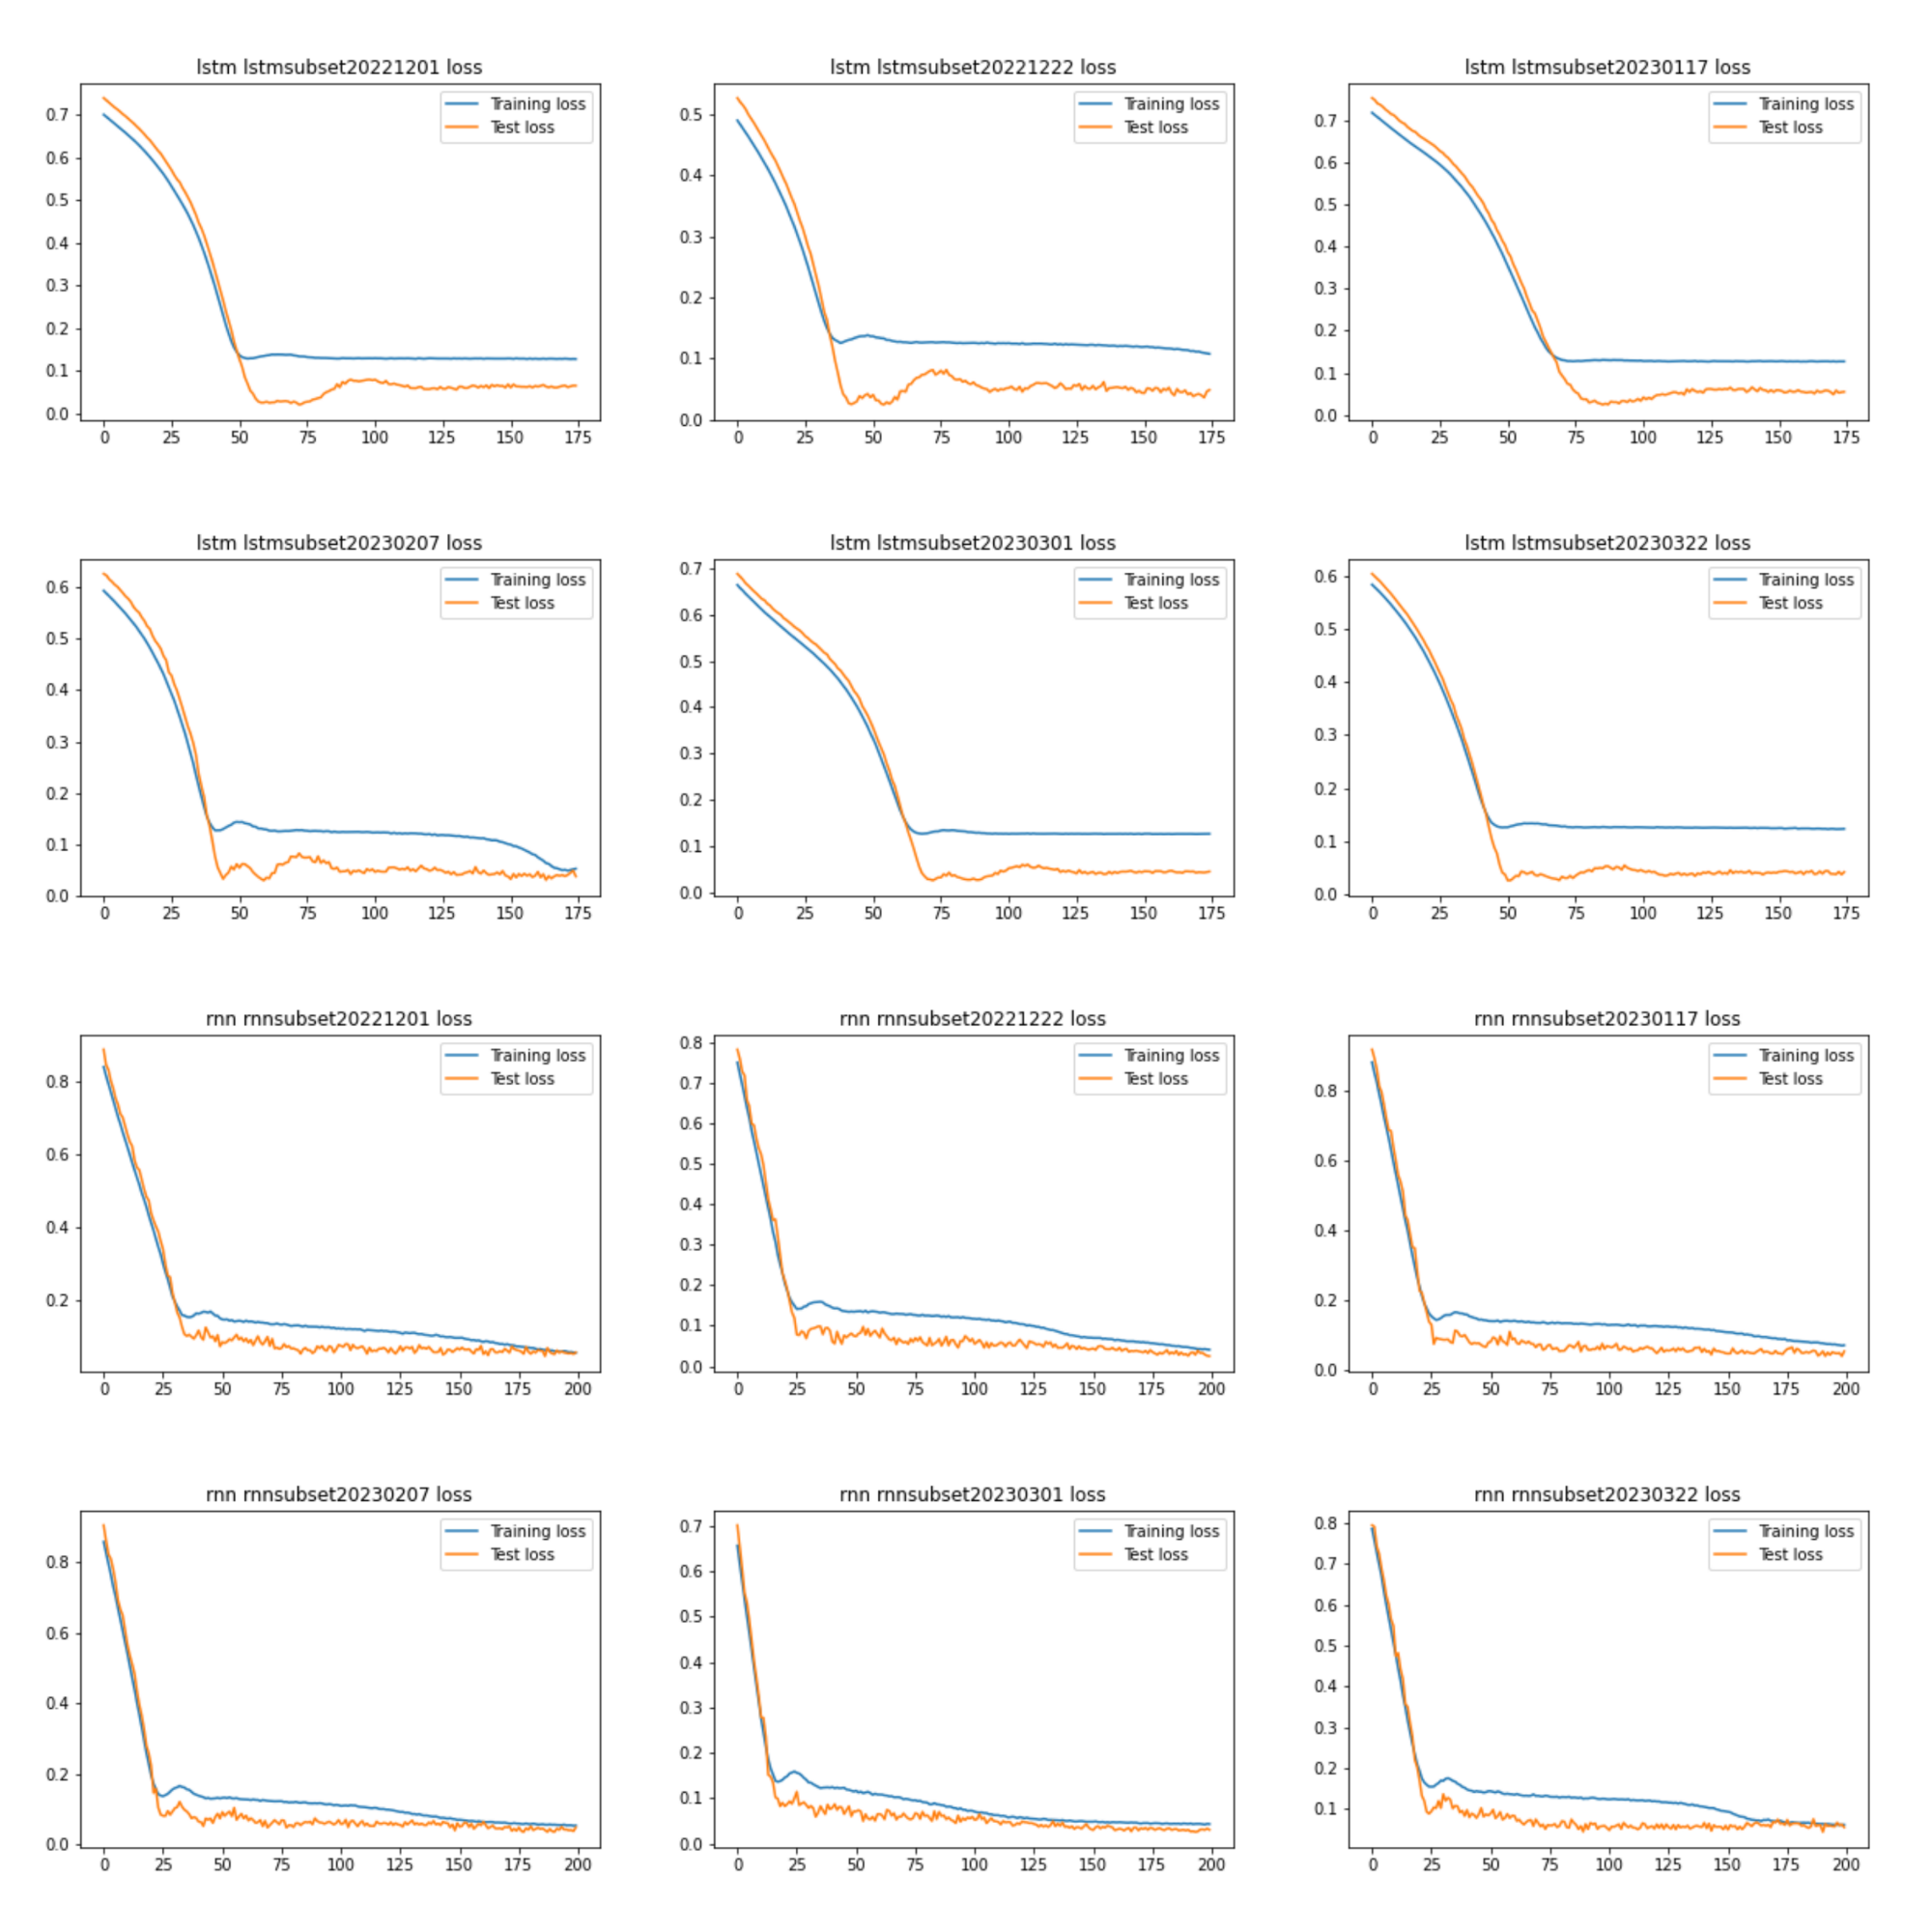 lstm lstmsubset20221201 loss
Training loss
Test loss
0.7
0.6
0.5
0.4
0.3
0.2
0.1
0.0
0 25 50 75 100 125 150 175
lstm lstmsubset20221222 loss
Training loss
Test loss
0.5
0.4
0.3
0.2
0.1
0.0
0 25 50 75 100 125 150 175
lstm lstmsubset20230117 loss
Training loss
Test loss
0.7
0.6
0.5
0.4
0.3
0.2
0.1
0.0
0 25 50 75 100 125 150 175
lstm lstmsubset20230207 loss
Training loss
Test loss
0.6
0.5
0.4
0.3
0.2
0.1
0.0
0 25 50 75 100 125 150 175
lstm lstmsubset20230301 loss
Training loss
Test loss
0.7
0.6
0.5
0.4
0.3
0.2
0.1
0.0
0 25 50 75 100 125 150 175
lstm lstmsubset20230322 loss
Training loss
Test loss
0.6
0.5
0.4
0.3
0.2
0.1
0.0
0 25 50 75 100 125 150 175
rnn rnnsubset20221201 loss
Training loss
Test loss
0.8
0.6
0.4
0.2
0 25 50 75 100 125 150 175 200
rnn rnnsubset20221222 loss
Training loss
Test loss
0.8
0.7
0.6
0.5
0.4
0.3
0.2
0.1
0.0
0 25 50 75 100 125 150 175 200
rnn rnnsubset20230117 loss
Training loss
Test loss
0.8
0.6
0.4
0.2
0.0
0 25 50 75 100 125 150 175 200
rnn rnnsubset20230207 loss
Training loss
Test loss
0.8
0.6
0.4
0.2
0.0
0 25 50 75 100 125 150 175 200
rnn rnnsubset20230301 loss
Training loss
Test loss
0.7
0.6
0.5
0.4
0.3
0.2
0.1
0.0
0 25 50 75 100 125 150 175 200
rnn rnnsubset20230322 loss
Training loss
Test loss
0.8
0.7
0.6
0.5
0.4
0.3
0.2
0.1
0 25 50 75 100 125 150 175 200